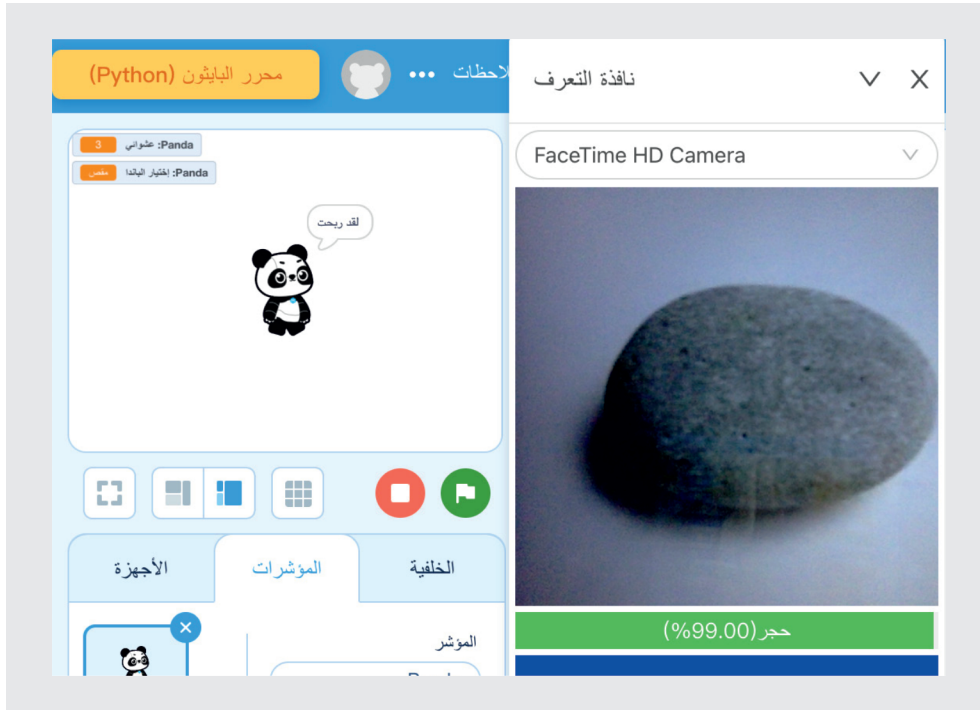 محرر البايثون (Python)
لاحظات
نافذة التعرف
FaceTime HD Camera
Panda: عشوائي 3
Panda: إختيار الباندا مقص
لقد ربحت
حجر (99.00%)
الخلفية
المؤشرات
الأجهزة
المؤشر